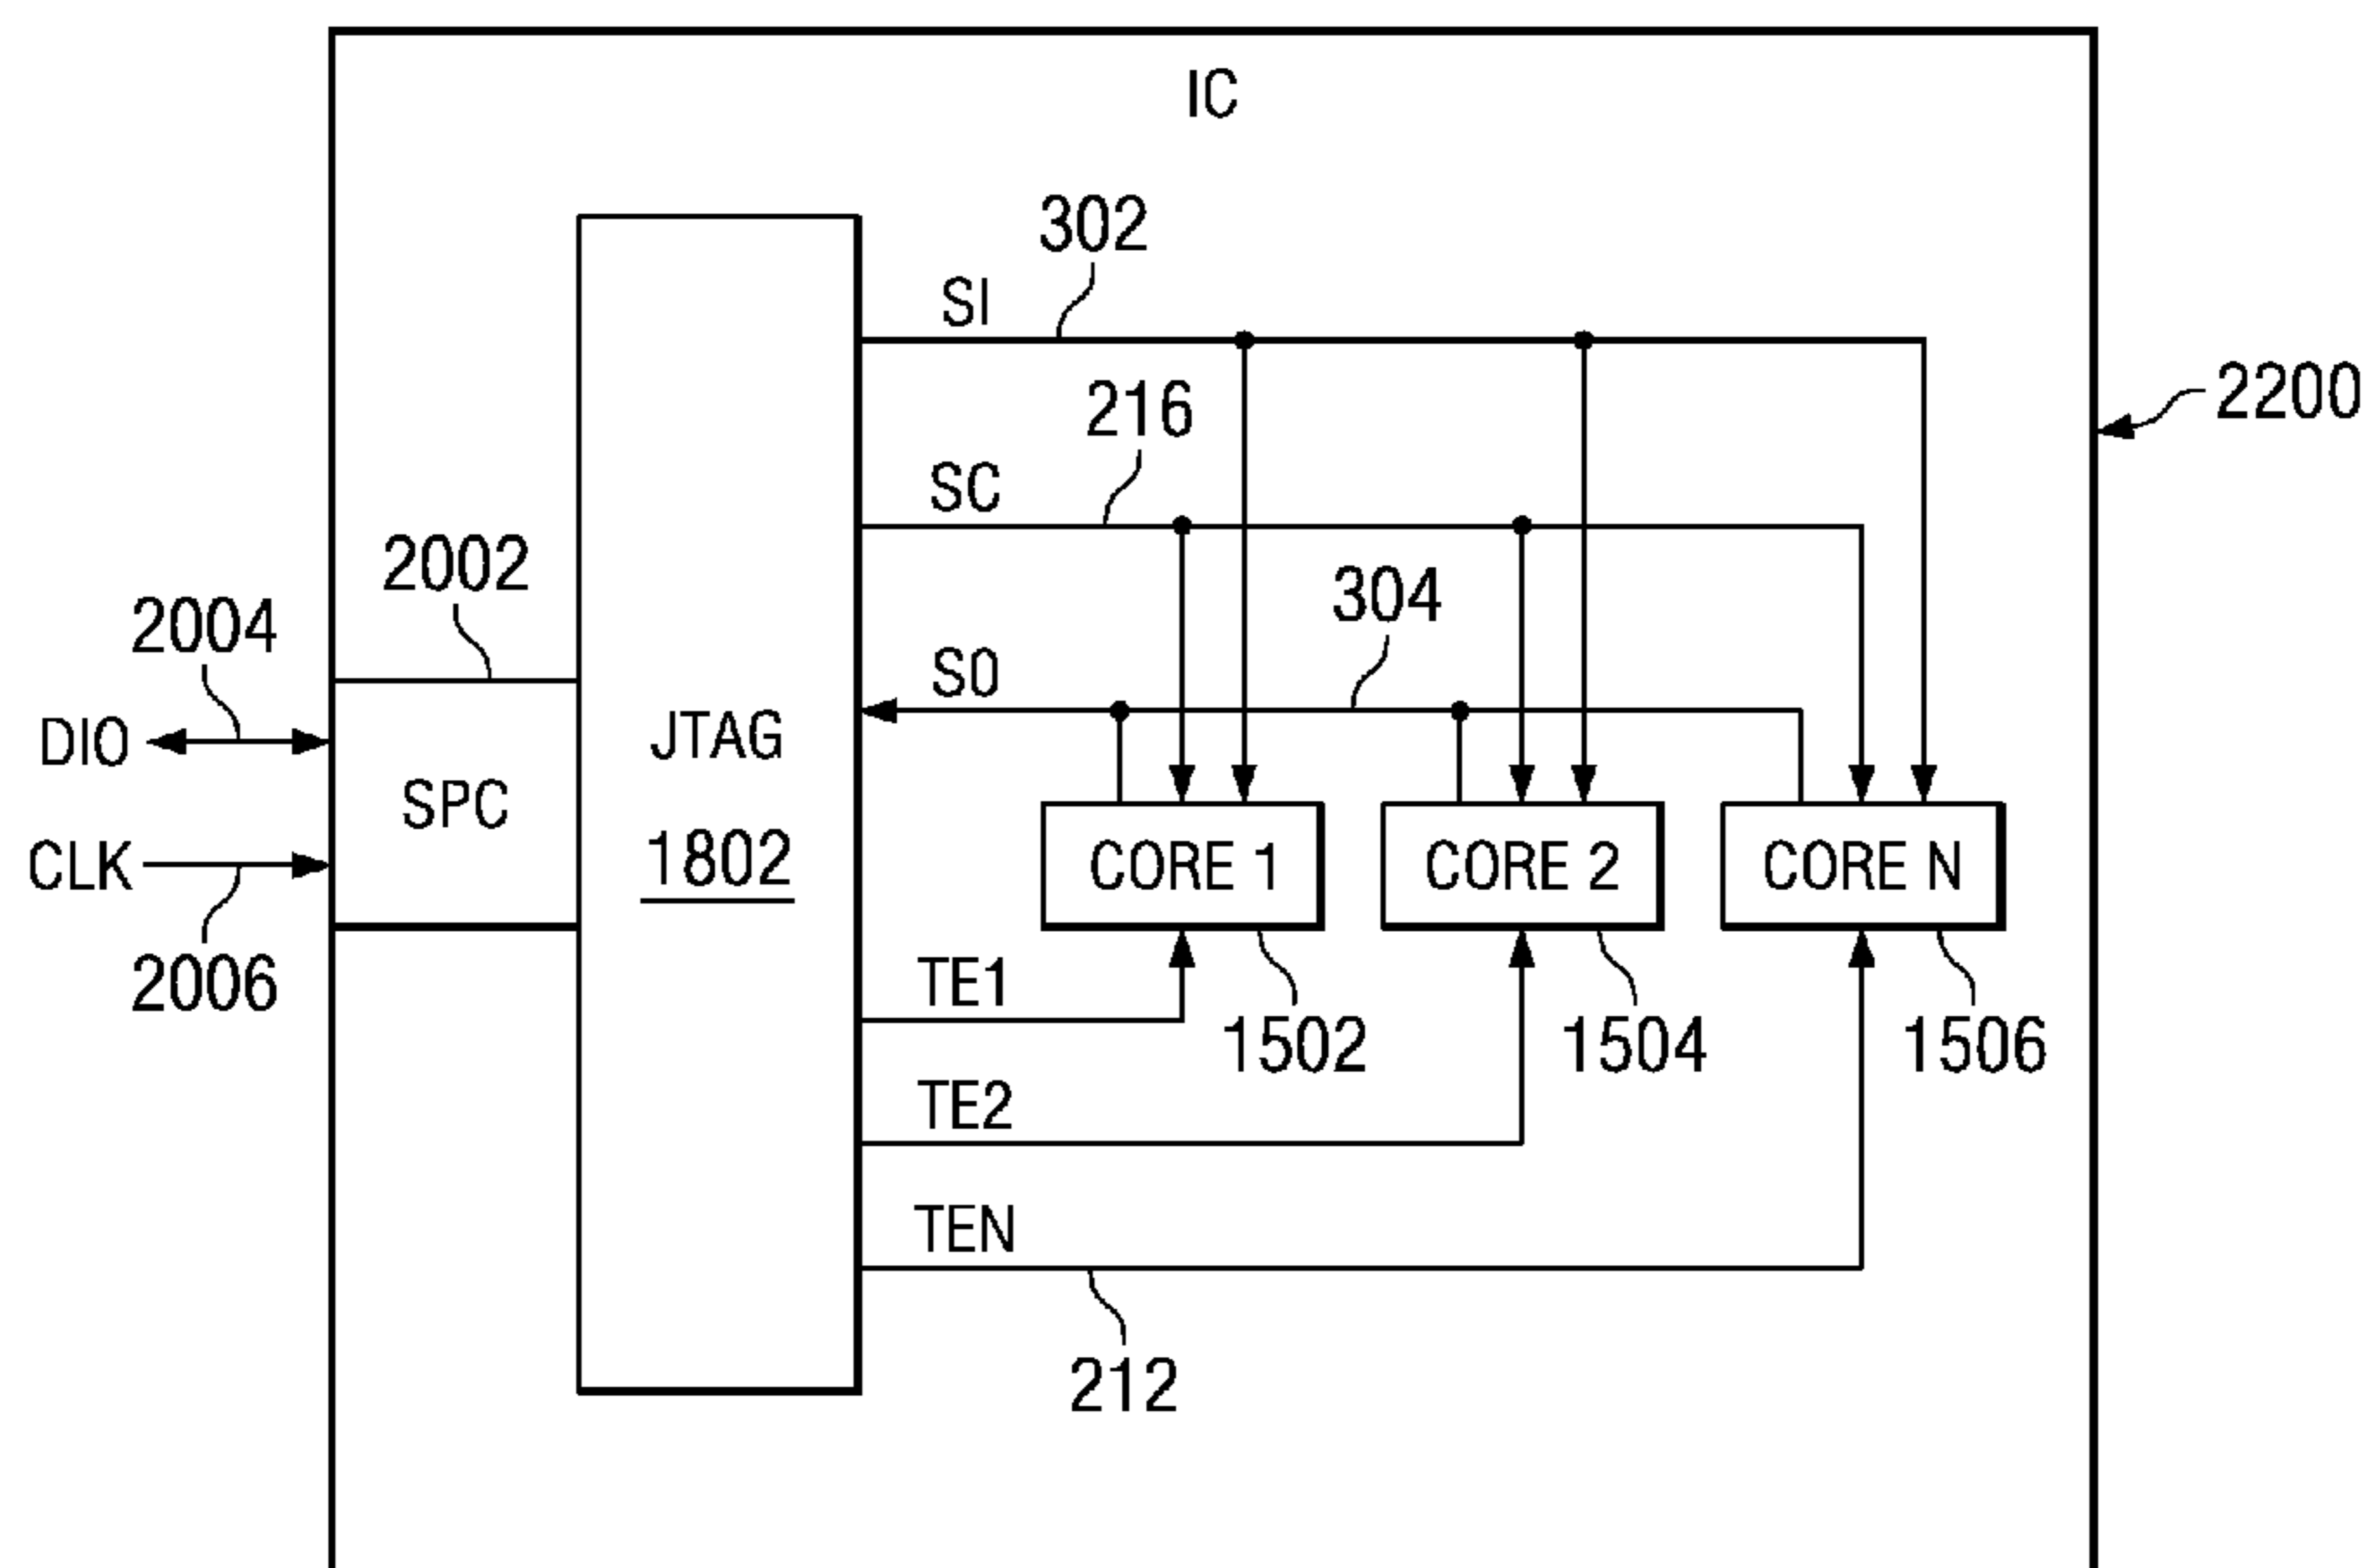 IC
302
SI
2200
216
SC
2002
304
2004
SO
DIO
JTAG
SPC
1802
CLK
CORE 1
CORE 2
CORE N
2006
TE1
1502
1504
1506
TE2
TEN
212